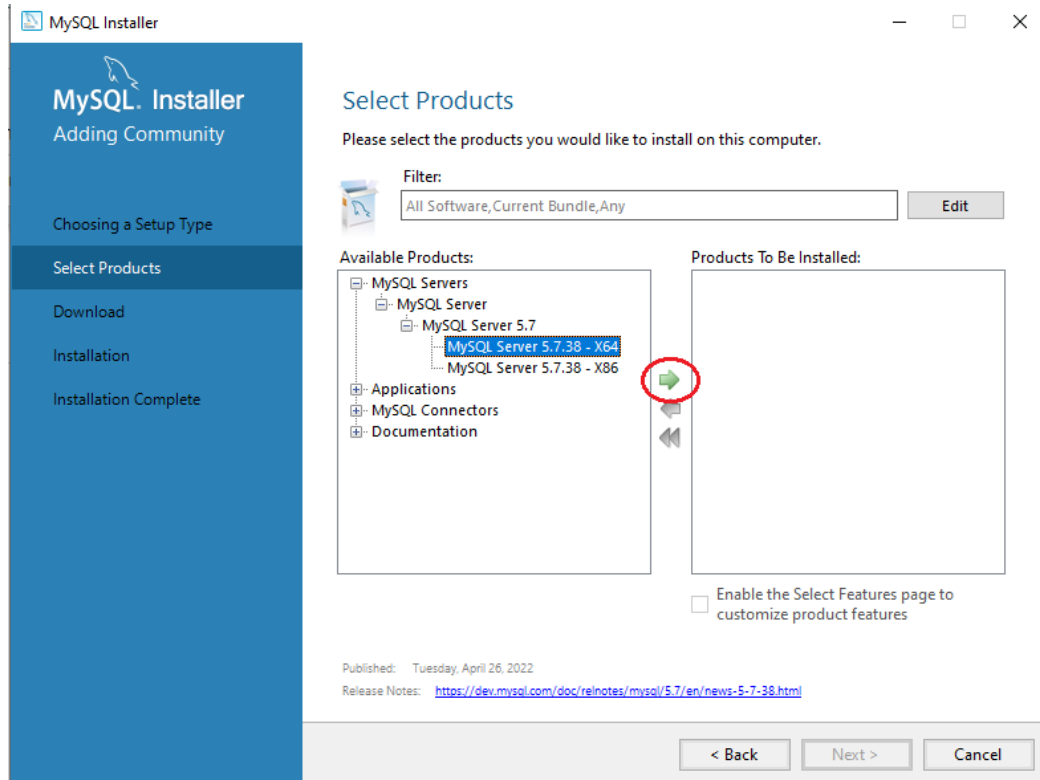 MySQL Installer
MySQL. Installer
Adding Community
Choosing a Setup Type
Select Products
Download
Installation
Installation Complete
Select Products
Please select the products you would like to install on this computer.
Filter:
All Software,Current Bundle,Any
Edit
Available Products:
MySQL Servers
MySQL Server
MySQL Server 5.7
MySQL Server 5.7.38 - X64
MySQL Server 5.7.38 - X86
Applications
MySQL Connectors
Documentation
Products To Be Installed:
Enable the Select Features page to
customize product features
Published: Tuesday, April 26, 2022
Release Notes: https://dev.mysql.com/doc/relnotes/mysql/5.7/en/news-5-7-38.html
< Back Next > Cancel